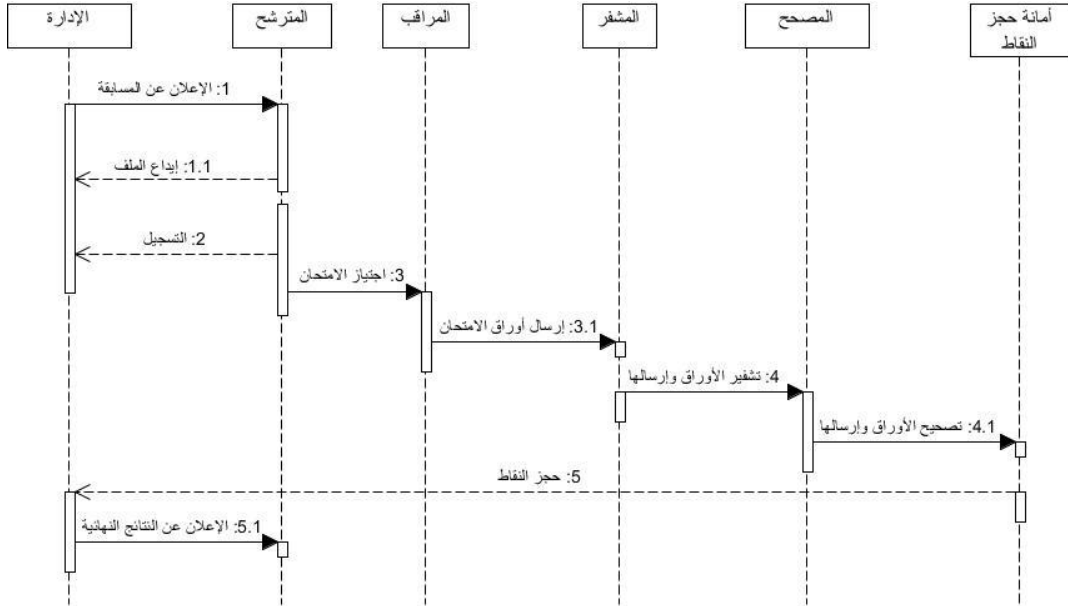 الإدارة
المترشح
المراقب
المشفر
المصحح
أمانة حجز
النقاط
1: الإعلان عن المسابقة
1.1: إيداع الملف
2: التسجيل
3: اجتياز الامتحان
3.1: إرسال أوراق الامتحان
4: تشفير الأوراق وإرسالها
4.1: تصحيح الأوراق وإرسالها
5: حجز النقاط
5.1: الإعلان عن النتائج النهائية